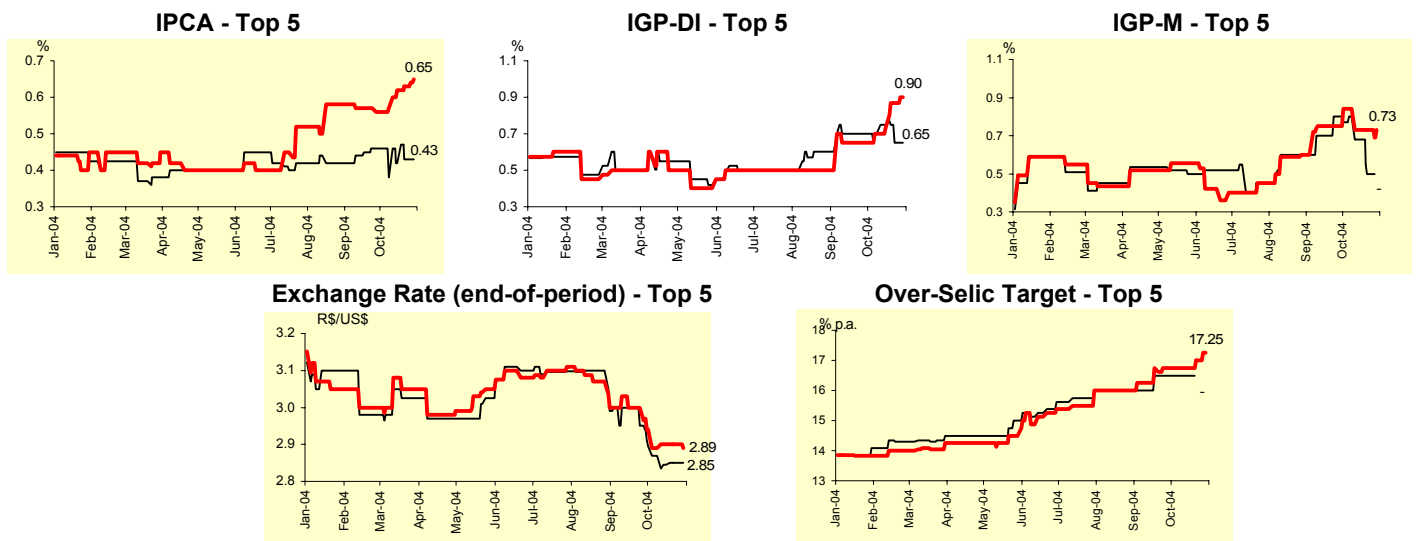 IPCA - Top 5
%
0.7
0.6
0.5
0.4
0.3
0.65
0.43
Jan-04
Feb-04
Mar-04
Apr-04
May-04
Jun-04
Jul-04
Aug-04
Sep-04
Oct-04
IGP-DI - Top 5
%
1.1
0.9
0.7
0.5
0.3
0.90
0.65
Jan-04
Feb-04
Mar-04
Apr-04
May-04
Jun-04
Jul-04
Aug-04
Sep-04
Oct-04
IGP-M - Top 5
%
1.1
0.9
0.7
0.5
0.3
0.73
-
Jan-04
Feb-04
Mar-04
Apr-04
May-04
Jun-04
Jul-04
Aug-04
Sep-04
Oct-04
Exchange Rate (end-of-period) - Top 5
R$/US$
3.2
3.1
3.0
2.9
2.8
2.89
2.85
Jan-04
Feb-04
Mar-04
Apr-04
May-04
Jun-04
Jul-04
Aug-04
Sep-04
Oct-04
Over-Selic Target - Top 5
% p.a.
18
17
16
15
14
13
17.25
-
Jan-04
Feb-04
Mar-04
Apr-04
May-04
Jun-04
Jul-04
Aug-04
Sep-04
Oct-04